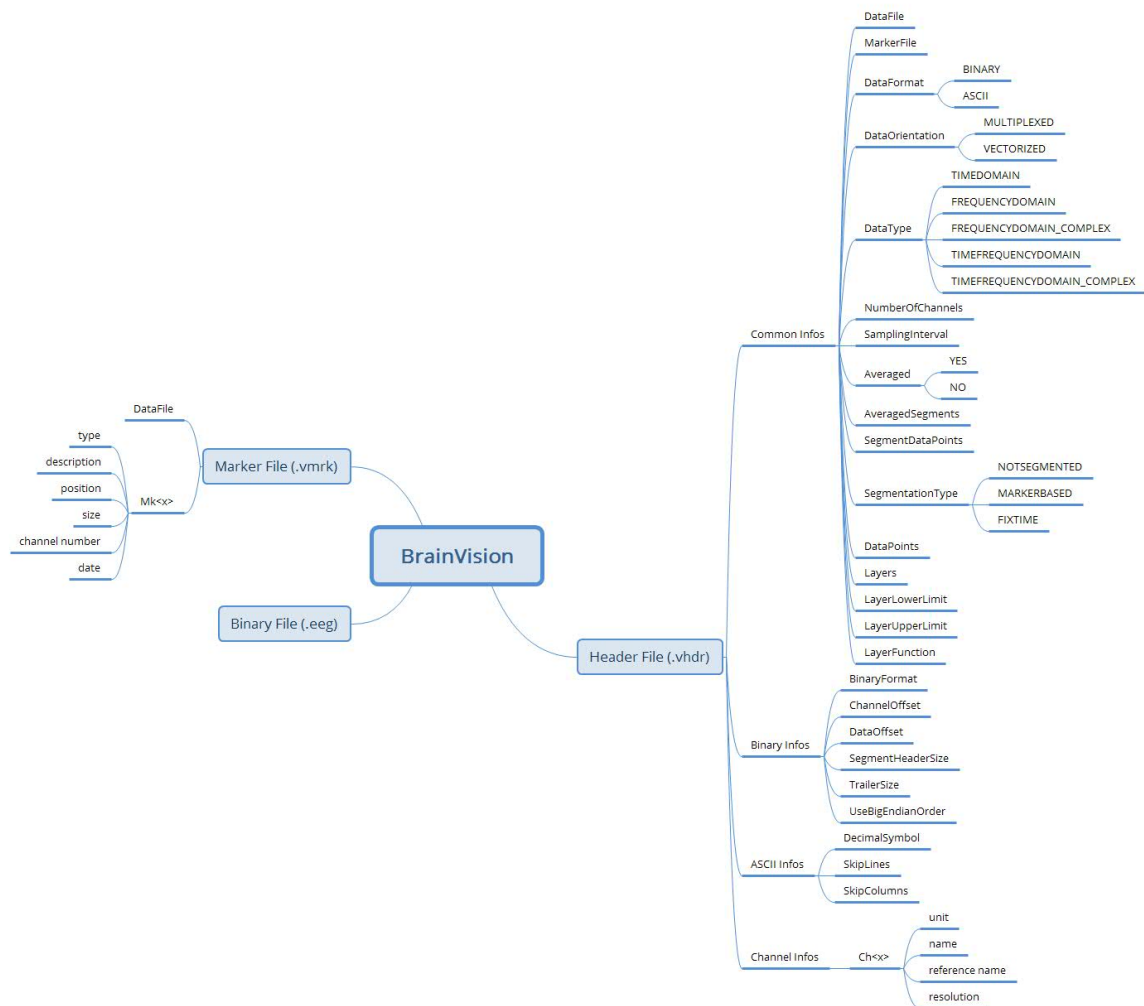 BrainVision
Marker File (.vmrk)
DataFile
Mk<x>
type
description
position
size
channel number
date
Binary File (.eeg)
Header File (.vhdr)
Common Infos
DataFile
MarkerFile
DataFormat
BINARY
ASCII
DataOrientation
MULTIPLEXED
VECTORIZED
DataType
TIMEDOMAIN
FREQUENCYDOMAIN
FREQUENCYDOMAIN_COMPLEX
TIMEFREQUENCYDOMAIN
TIMEFREQUENCYDOMAIN_COMPLEX
NumberOfChannels
SamplingInterval
Averaged
YES
NO
AveragedSegments
SegmentDataPoints
SegmentationType
NOTSEGMENTED
MARKERBASED
FIXTIME
DataPoints
Layers
LayerLowerLimit
LayerUpperLimit
LayerFunction
Binary Infos
BinaryFormat
ChannelOffset
DataOffset
SegmentHeaderSize
TrailerSize
UseBigEndianOrder
ASCII Infos
DecimalSymbol
SkipLines
SkipColumns
Channel Infos
Ch<x>
unit
name
reference name
resolution